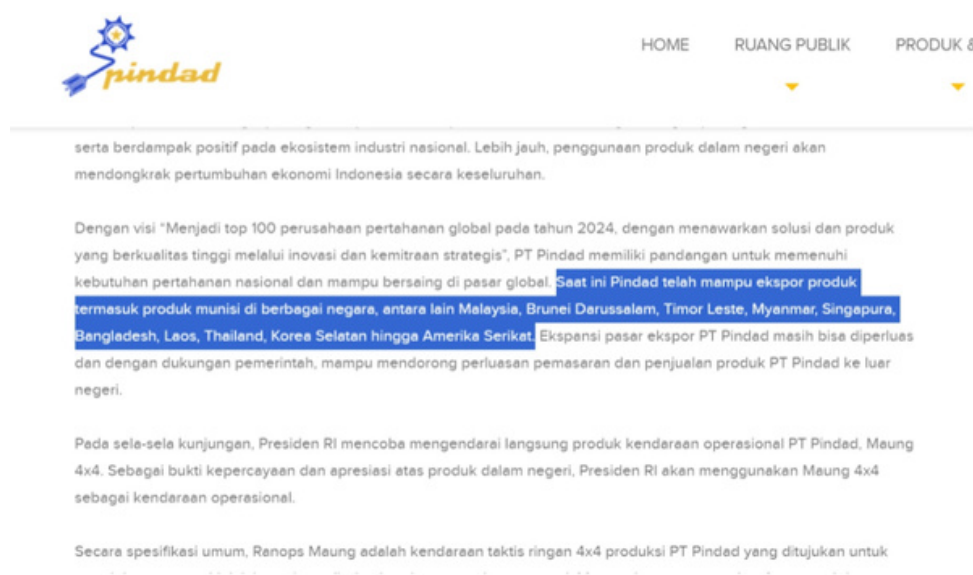 pindad
HOME RUANG PUBLIK PRODUK &
serta berdampak positif pada ekosistem industri nasional. Lebih jauh, penggunaan produk dalam negeri akan
mendongkrak pertumbuhan ekonomi Indonesia secara keseluruhan.
Dengan visi “Menjadi top 100 perusahaan pertahanan global pada tahun 2024, dengan menawarkan solusi dan produk
yang berkualitas tinggi melalui inovasi dan kemitraan strategis”, PT Pindad memiliki pandangan untuk memenuhi
kebutuhan pertahanan nasional dan mampu bersaing di pasar global. Saat ini Pindad telah mampu ekspor produk
termasuk produk munisi di berbagai negara, antara lain Malaysia, Brunei Darussalam, Timor Leste, Myanmar, Singapura,
Bangladesh, Laos, Thailand, Korea Selatan hingga Amerika Serikat. Ekspansi pasar ekspor PT Pindad masih bisa diperluas
dan dengan dukungan pemerintah, mampu mendorong perluasan pemasaran dan penjualan produk PT Pindad ke luar
negeri.
Pada sela-sela kunjungan, Presiden RI mencoba mengendarai langsung produk kendaraan operasional PT Pindad, Maung
4x4. Sebagai bukti kepercayaan dan apresiasi atas produk dalam negeri, Presiden RI akan menggunakan Maung 4x4
sebagai kendaraan operasional.
Secara spesifikasi umum, Ranops Maung adalah kendaraan taktis ringan 4x4 produksi PT Pindad yang ditujukan untuk